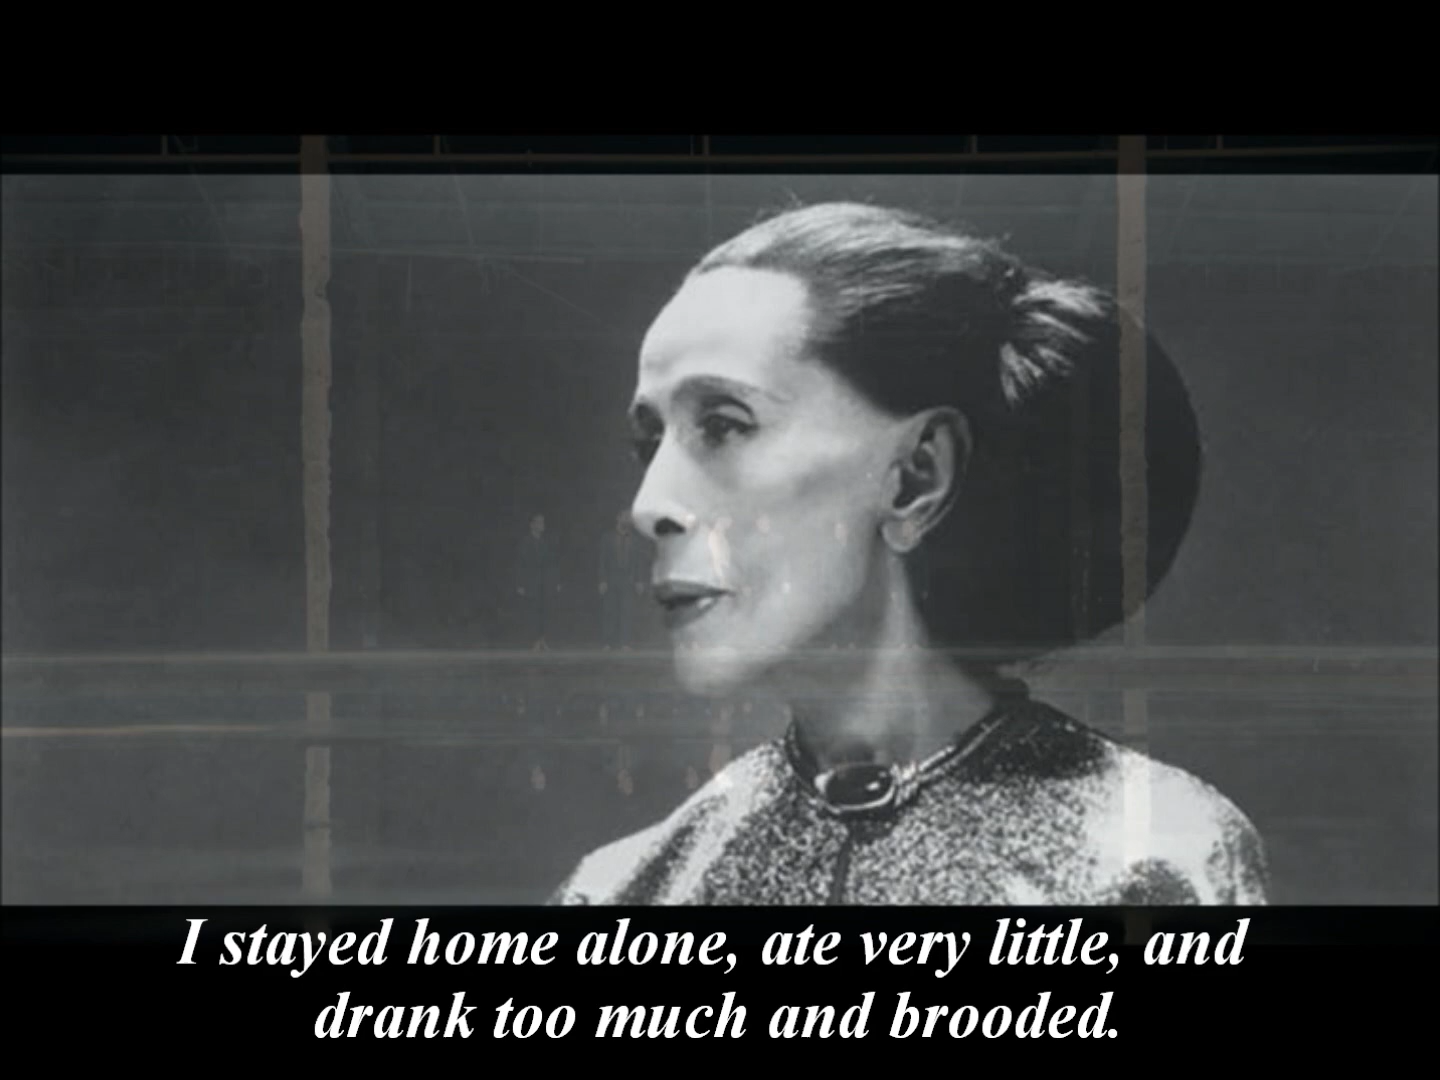 I stayed home alone, ate very little, and
drank too much and brooded.